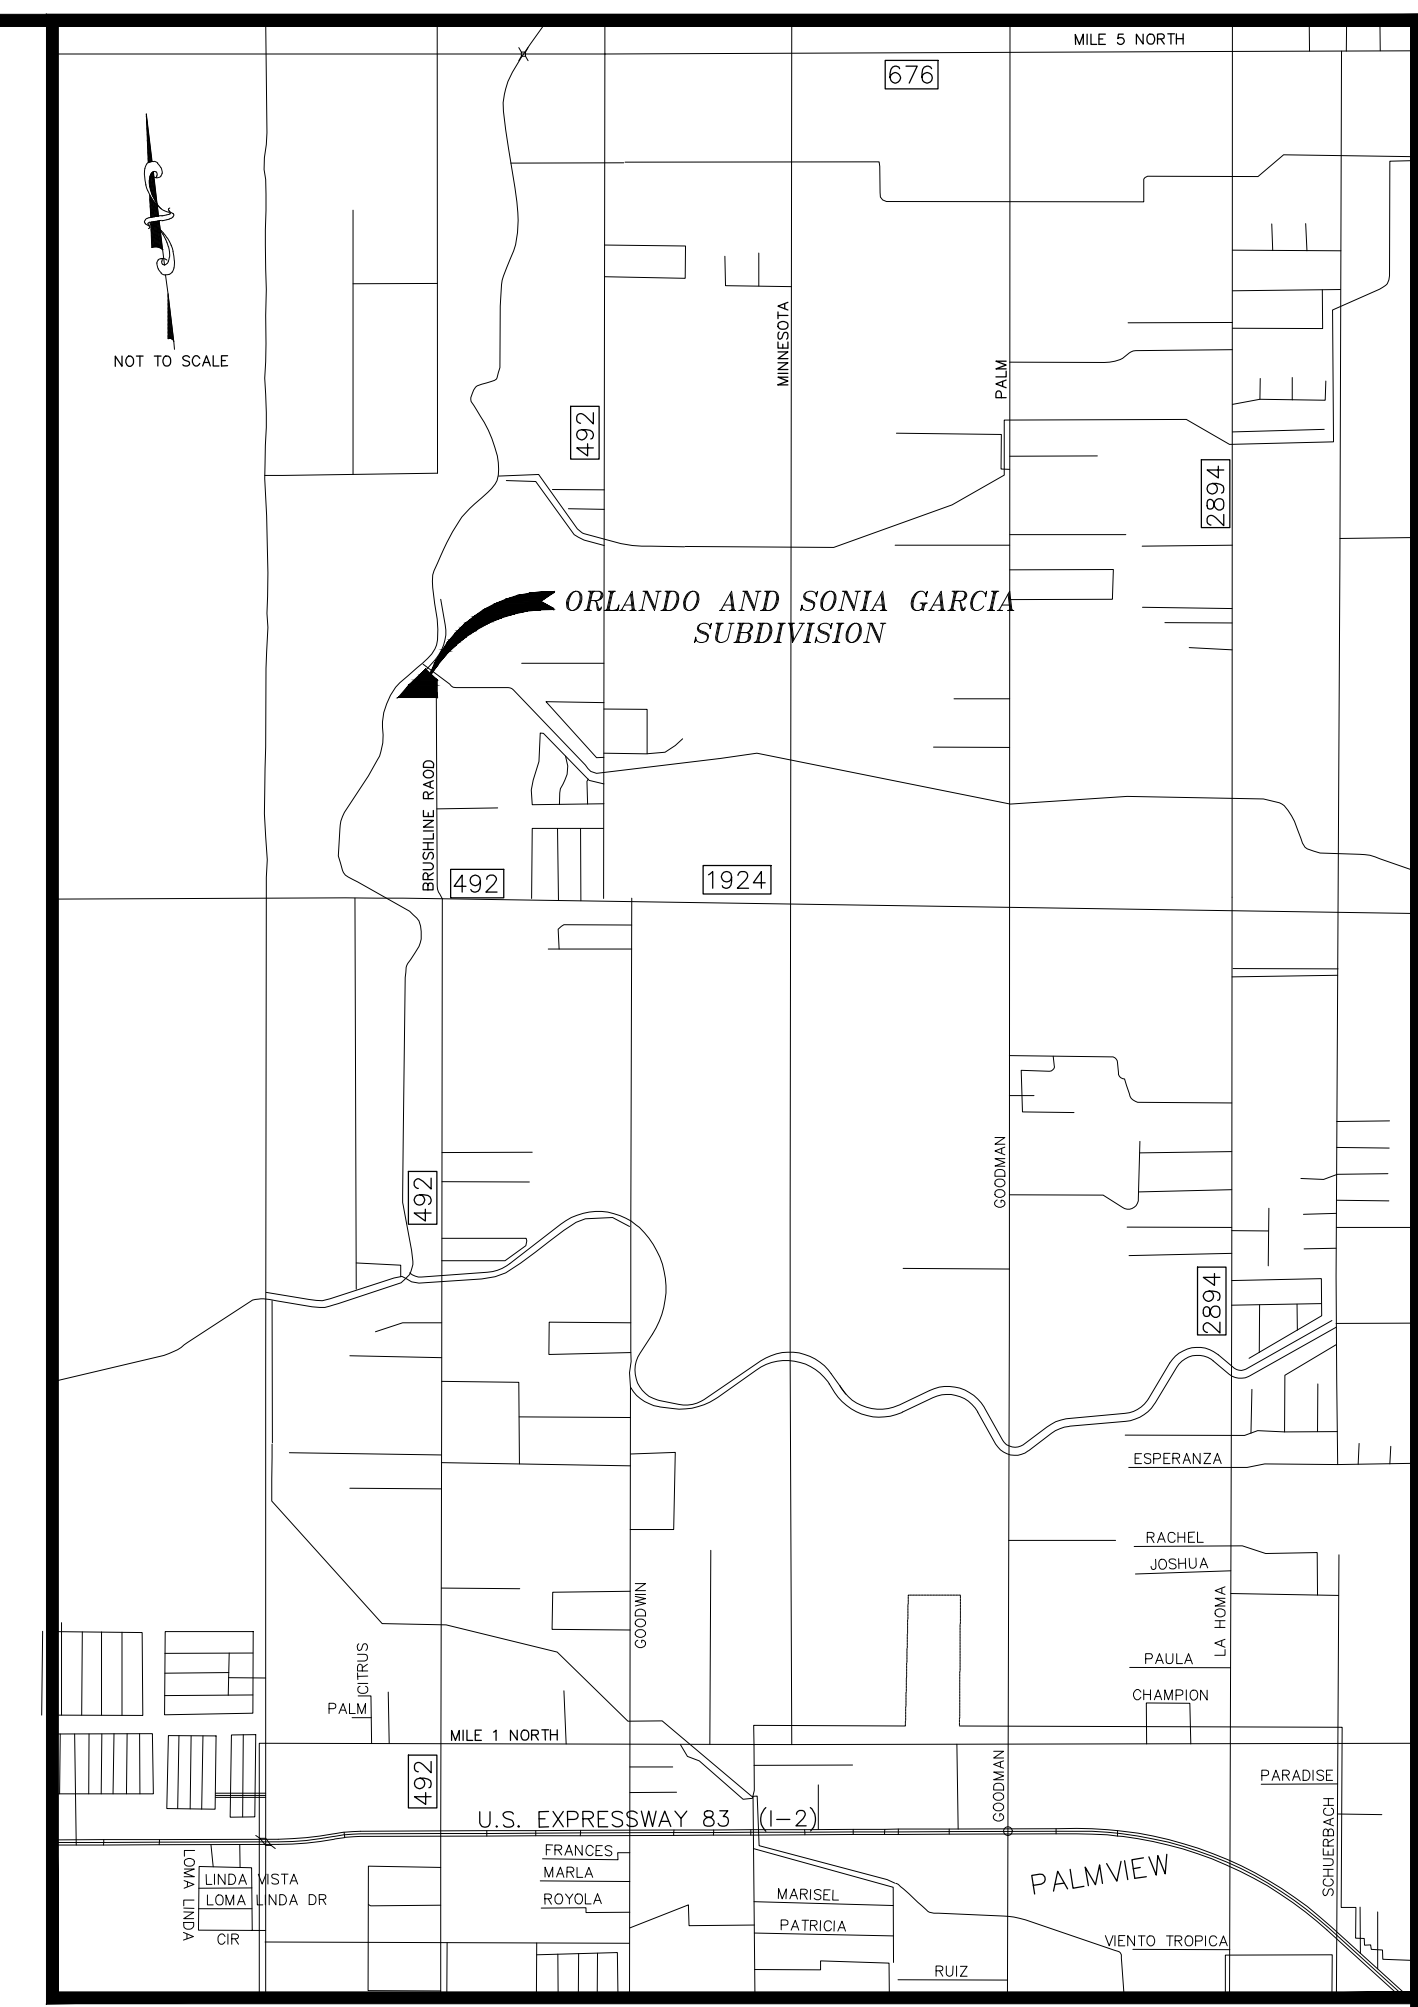 MILE 5 NORTH
676
NOT TO SCALE
MINNESOTA
PALM
492
2894
ORLANDO AND SONIA GARCIA
SUBDIVISION
BRUSHLINE RAOD
492
1924
GOODMAN
492
2894
ESPERANZA
RACHEL
JOSHUA
GOODWIN
LA HOMA
CITRUS
PAULA
PALM
CHAMPION
MILE 1 NORTH
492
GOODMAN
PARADISE
U.S. EXPRESSWAY 83 (I-2)
SCHUERBACH
FRANCES
LOMA LINDA
LINDA VISTA
MARLA
PALMVIEW
LOMA LINDA DR
ROYOLA
MARISEL
PATRICIA
CIR
VIENTO TROPICA
RUIZ